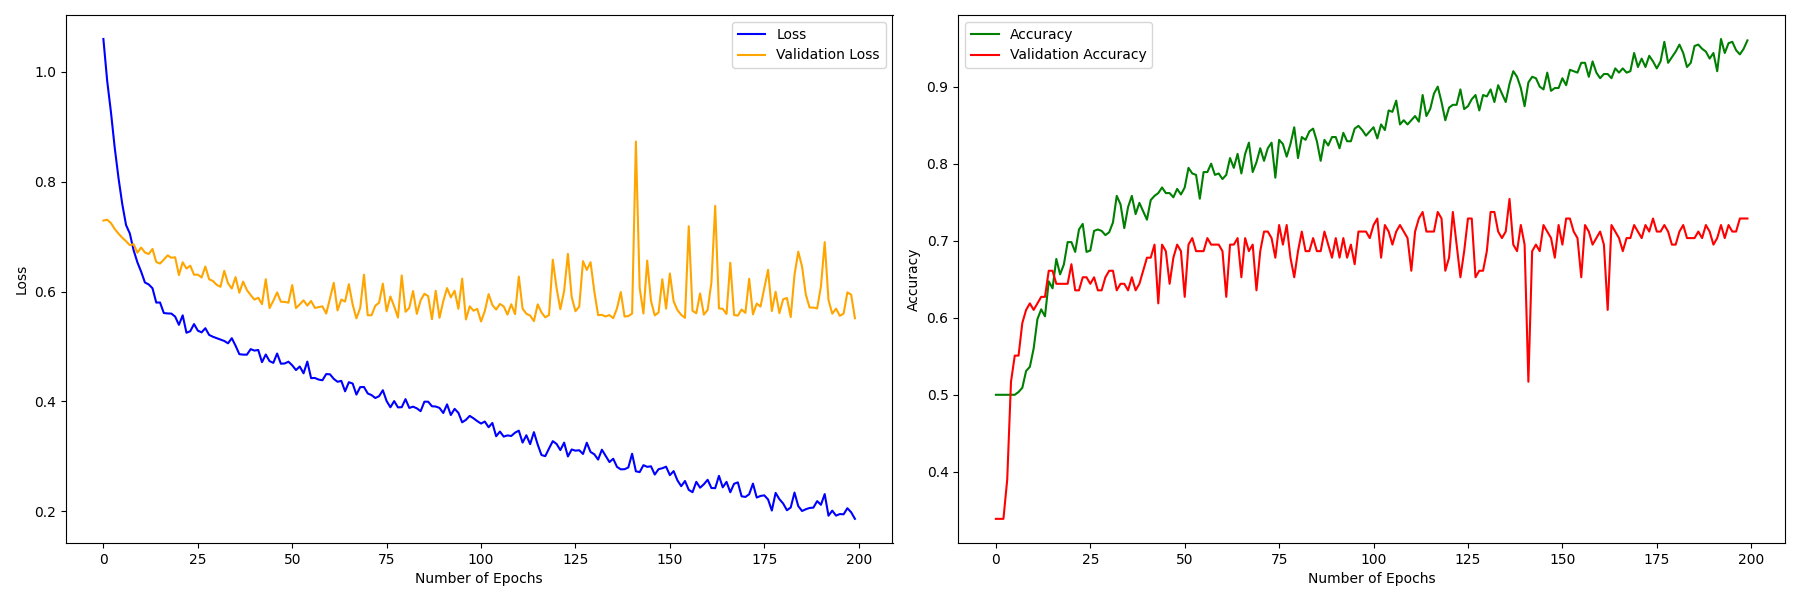 Loss
Validation Loss
1.0
0.8
0.6
0.4
0.2
Loss
0 25 50 75 100 125 150 175 200
Number of Epochs
Accuracy
Validation Accuracy
0.9
0.8
0.7
0.6
0.5
0.4
Accuracy
0 25 50 75 100 125 150 175 200
Number of Epochs